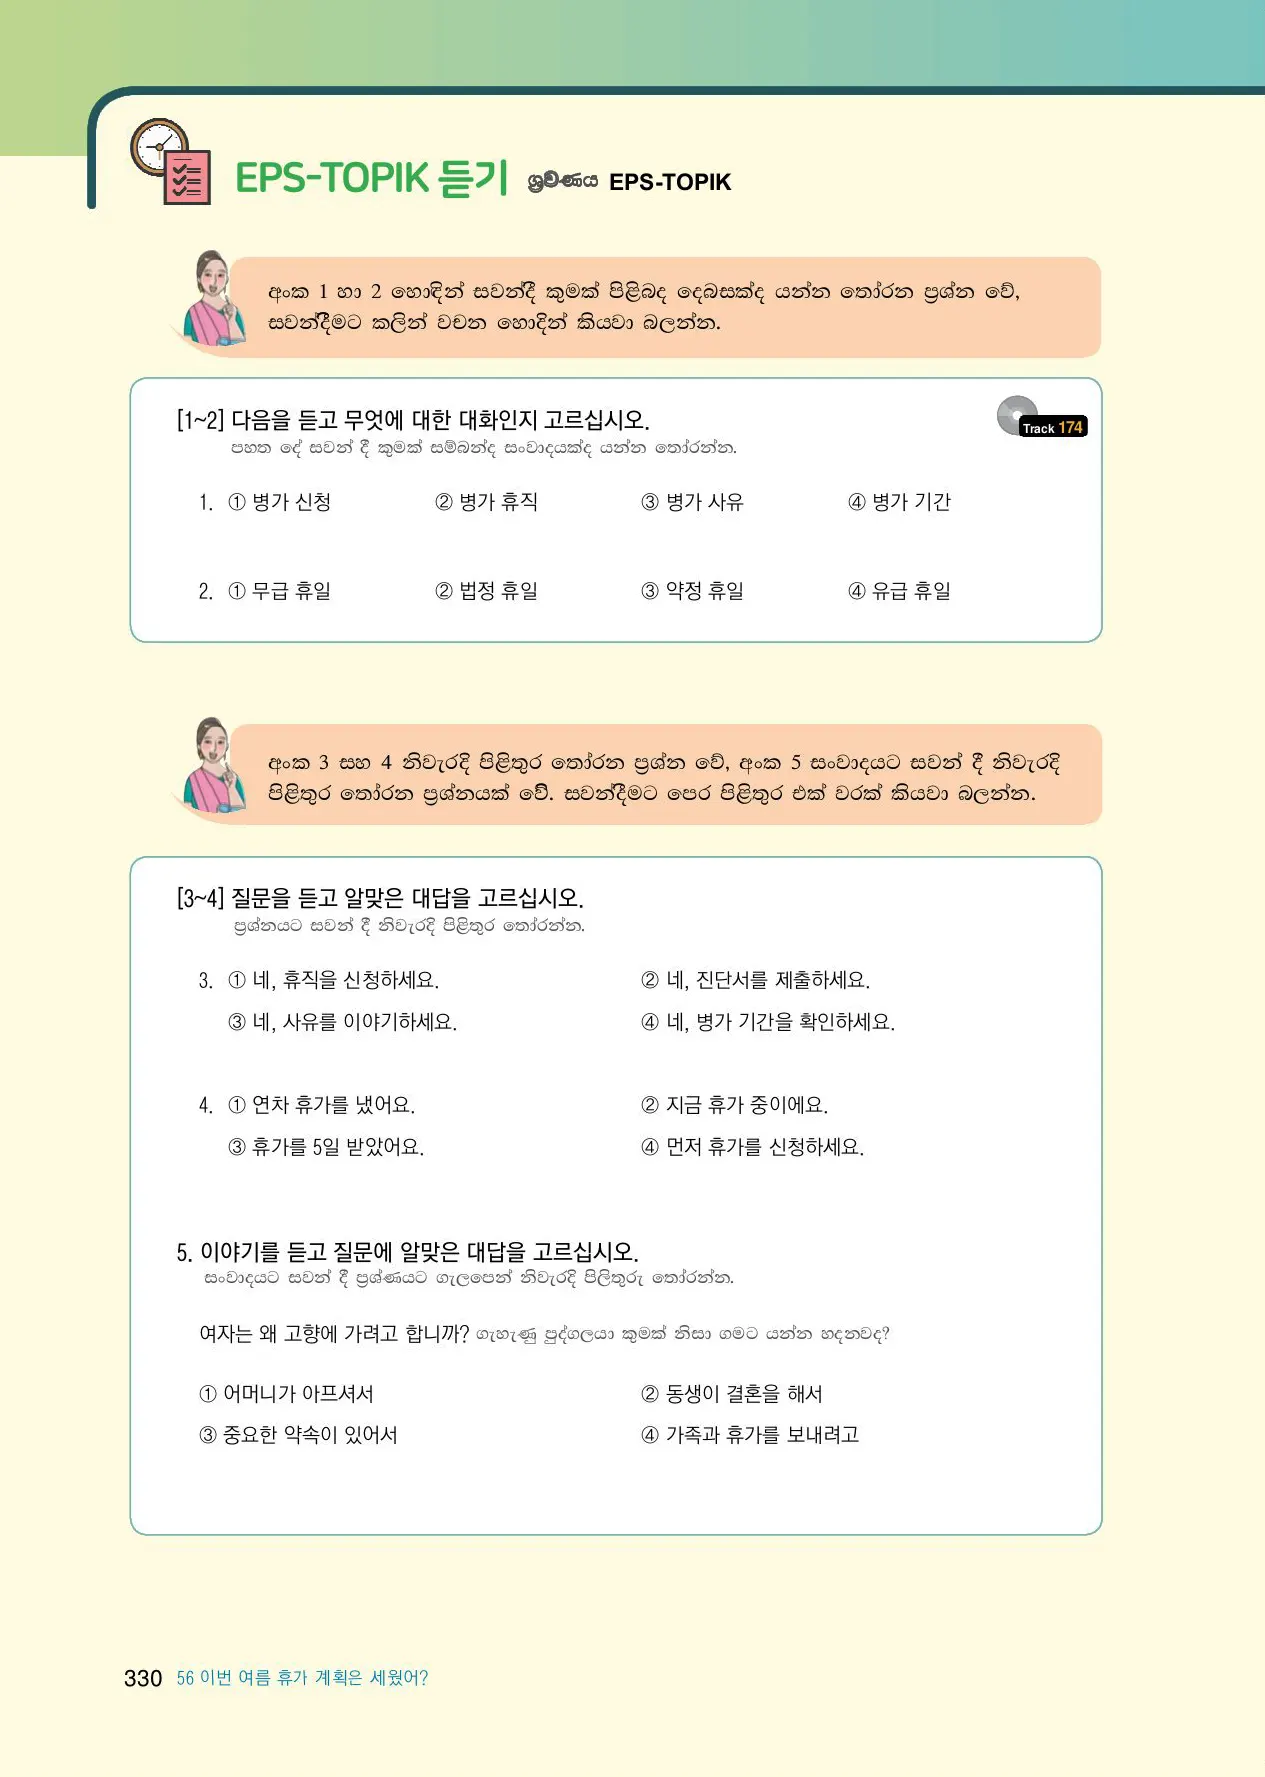 EPS-TOPIK 듣기 ශ්‍රවණය EPS-TOPIK
අංක 1 හා 2 හොඳින් සවන්දී කුමක් පිළිබද දෙබසක්ද යන්න තෝරන ප්‍රශ්න වේ,
සවන්දීමට කලින් වචන හොදින් කියවා බලන්න.
[1~2] 다음을 듣고 무엇에 대한 대화인지 고르십시오.
Track 174
පහත දේ සවන් දී කුමක් සම්බන්ද සංවාදයක්ද යන්න තෝරන්න.
1. ① 병가 신청 ② 병가 휴직 ③ 병가 사유 ④ 병가 기간
2. ① 무급 휴일 ② 법정 휴일 ③ 약정 휴일 ④ 유급 휴일
අංක 3 සහ 4 නිවැරදි පිළිතුර තෝරන ප්‍රශ්න වේ, අංක 5 සංවාදයට සවන් දී නිවැරදි
පිළිතුර තෝරන ප්‍රශ්නයක් වේ. සවන්දීමට පෙර පිළිතුර එක් වරක් කියවා බලන්න.
[3~4] 질문을 듣고 알맞은 대답을 고르십시오.
ප්‍රශ්නයට සවන් දී නිවැරදි පිළිතුර තෝරන්න.
3. ① 네, 휴직을 신청하세요. ② 네, 진단서를 제출하세요.
③ 네, 사유를 이야기하세요. ④ 네, 병가 기간을 확인하세요.
4. ① 연차 휴가를 냈어요. ② 지금 휴가 중이에요.
③ 휴가를 5일 받았어요. ④ 먼저 휴가를 신청하세요.
5. 이야기를 듣고 질문에 알맞은 대답을 고르십시오.
සංවාදයට සවන් දී ප්‍රශ්ණයට ගැලපෙන් නිවැරදි පිලිතුරු තෝරන්න.
여자는 왜 고향에 가려고 합니까? ගැහැණු පුද්ගලයා කුමක් නිසා ගමට යන්න හදනවද?
① 어머니가 아프셔서 ② 동생이 결혼을 해서
③ 중요한 약속이 있어서 ④ 가족과 휴가를 보내려고
330 56 이번 여름 휴가 계획은 세웠어?